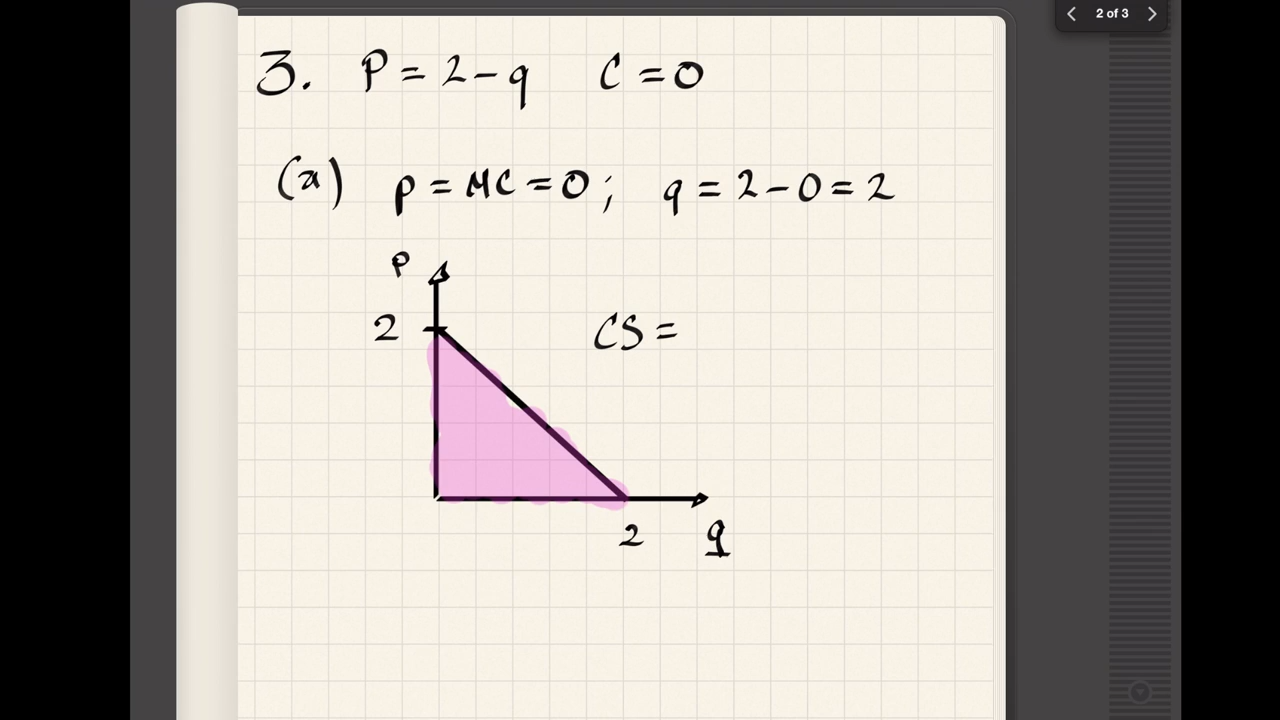 2 of 3
3. P = 2 - q C = 0
(a) p = MC = 0; q = 2 - 0 = 2
P
2 CS =
2 q